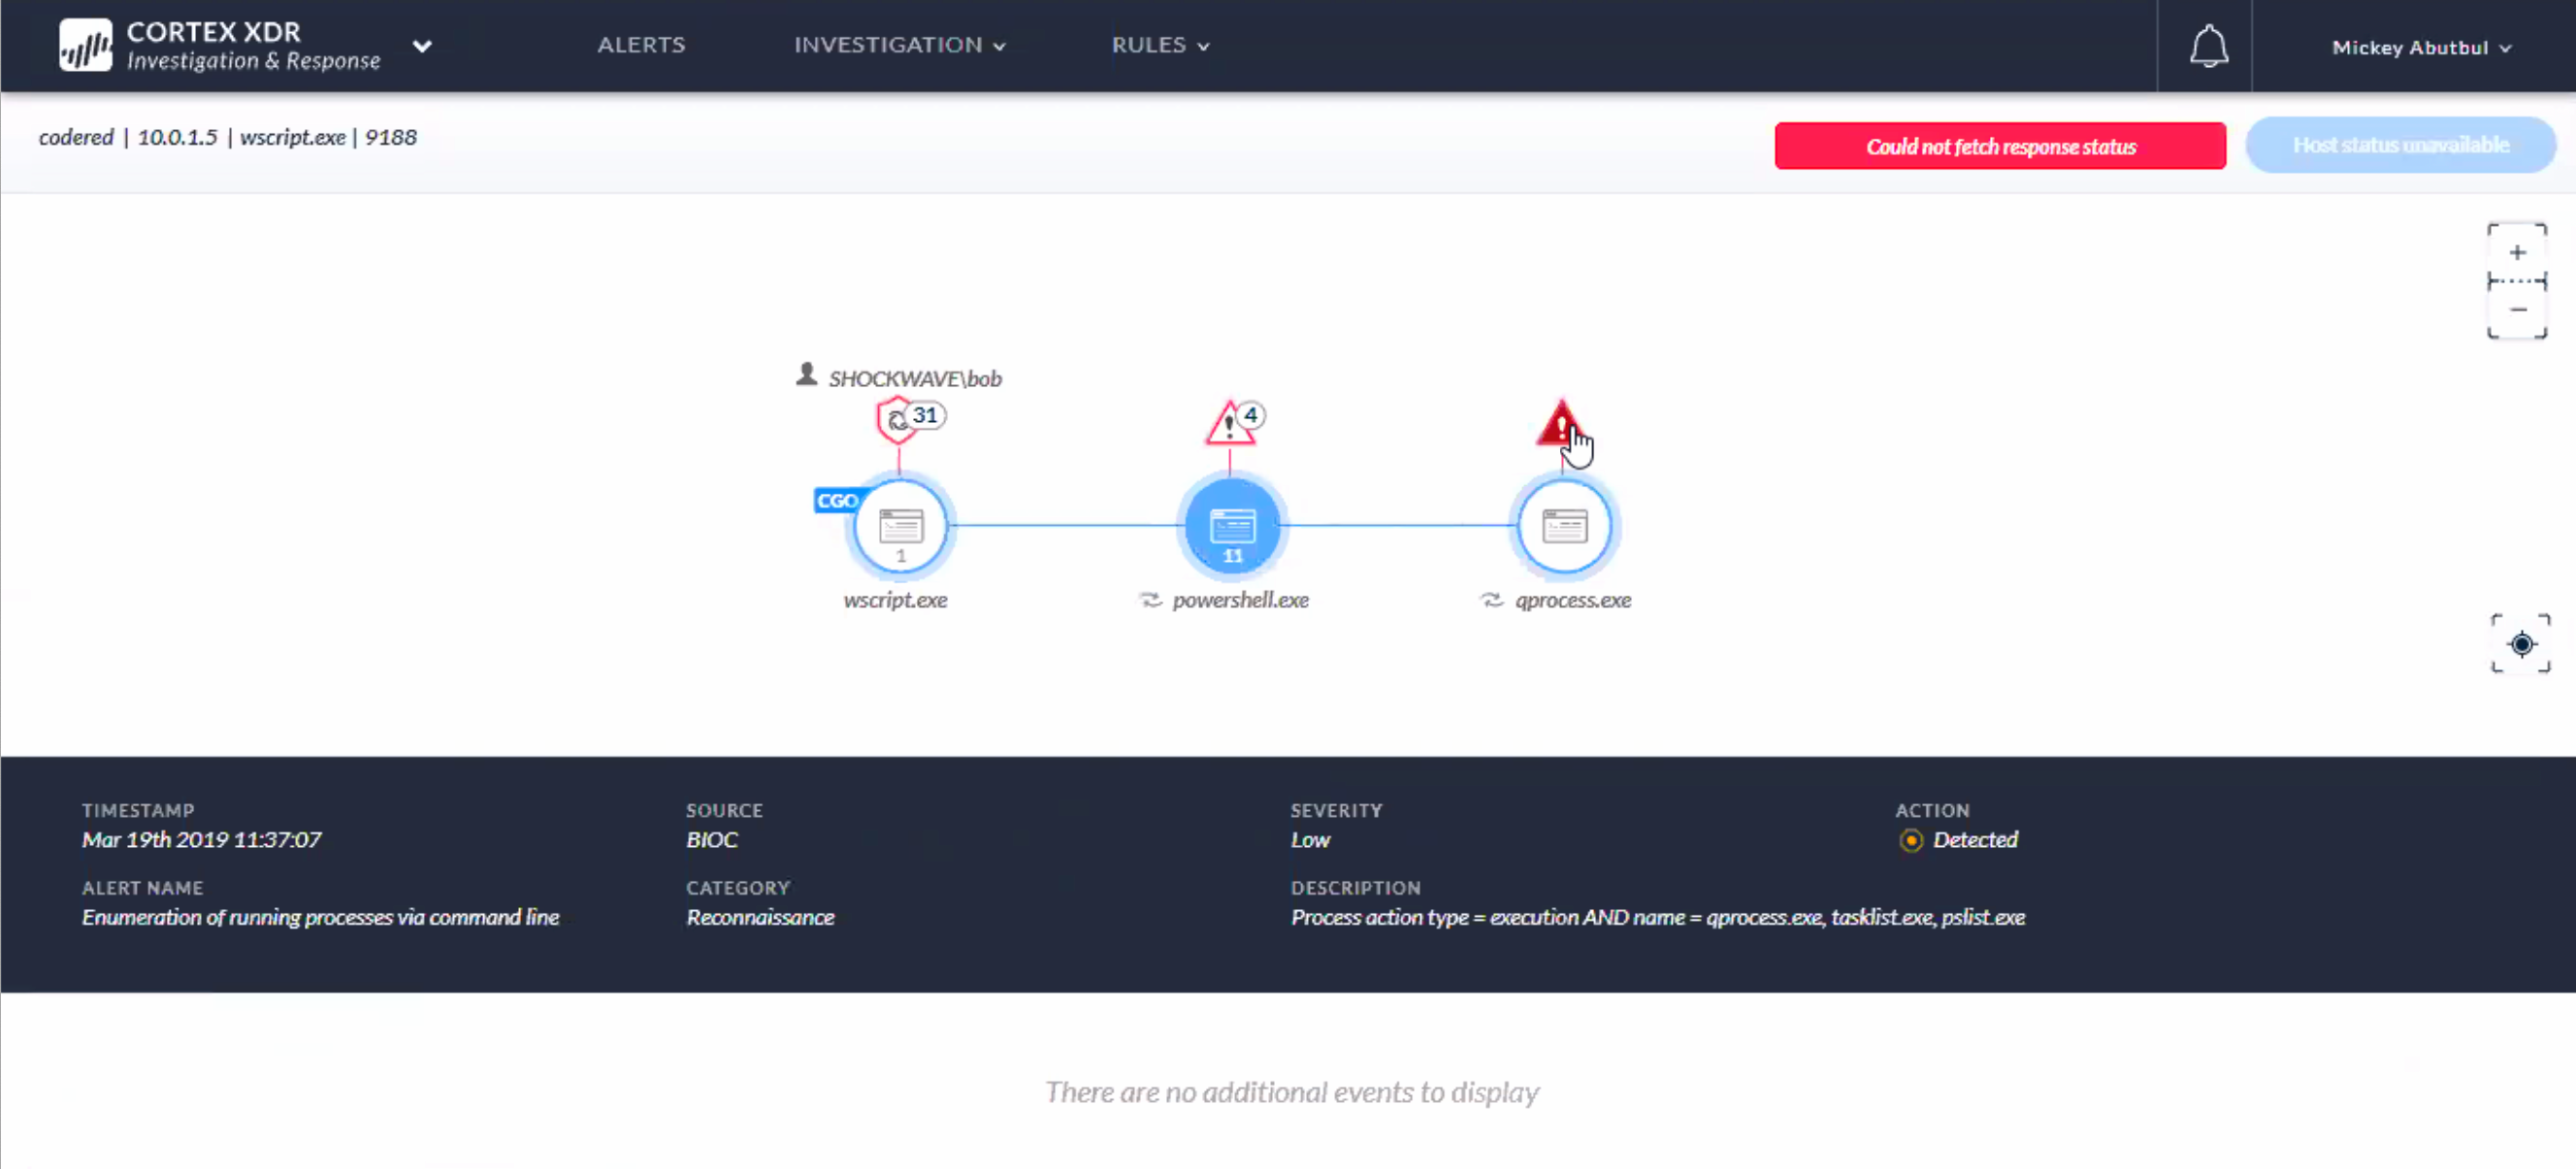 CORTEX XDR
Investigation & Response
ALERTS
INVESTIGATION
RULES
Mickey Abutbul
codered | 10.0.1.5 | wscript.exe | 9188
Could not fetch response status
Host status unavailable
+
−
SHOCKWAVE\bob
31
4
CGO
1
11
wscript.exe
powershell.exe
qprocess.exe
TIMESTAMP
Mar 19th 2019 11:37:07
SOURCE
BIOC
SEVERITY
Low
ACTION
Detected
ALERT NAME
Enumeration of running processes via command line
CATEGORY
Reconnaissance
DESCRIPTION
Process action type = execution AND name = qprocess.exe, tasklist.exe, pslist.exe
There are no additional events to display